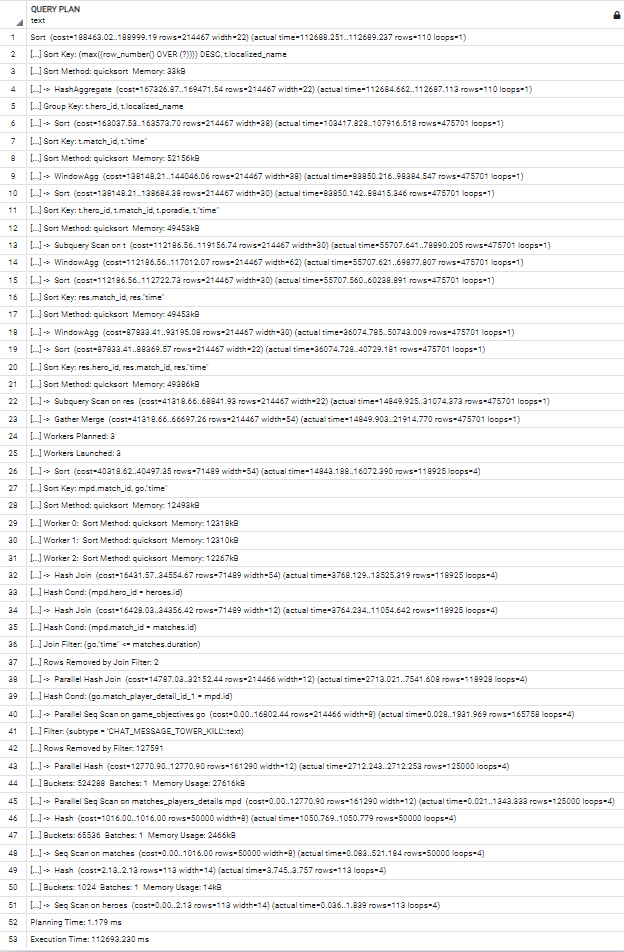 QUERY PLAN
text
1 Sort (cost=188463.02..188999.19 rows=214467 width=22) (actual time=112688.251..112689.237 rows=110 loops=1)
2 [...] Sort Key: (max((row_number() OVER (?)))) DESC, t.localized_name
3 [...] Sort Method: quicksort Memory: 33kB
4 [...] -> HashAggregate (cost=167326.87..169471.54 rows=214467 width=22) (actual time=112684.662..112687.113 rows=110 loops=1)
5 [...] Group Key: t.hero_id, t.localized_name
6 [...] -> Sort (cost=163037.53..163573.70 rows=214467 width=38) (actual time=103417.828..107916.518 rows=475701 loops=1)
7 [...] Sort Key: t.match_id, t."time"
8 [...] Sort Method: quicksort Memory: 52156kB
9 [...] -> WindowAgg (cost=138148.21..144046.06 rows=214467 width=38) (actual time=83850.216..98384.547 rows=475701 loops=1)
10 [...] -> Sort (cost=138148.21..138684.38 rows=214467 width=30) (actual time=83850.142..88415.346 rows=475701 loops=1)
11 [...] Sort Key: t.hero_id, t.match_id, t.poradie, t."time"
12 [...] Sort Method: quicksort Memory: 49453kB
13 [...] -> Subquery Scan on t (cost=112186.56..119156.74 rows=214467 width=30) (actual time=55707.641..78890.205 rows=475701 loops=1)
14 [...] -> WindowAgg (cost=112186.56..117012.07 rows=214467 width=62) (actual time=55707.621..69877.807 rows=475701 loops=1)
15 [...] -> Sort (cost=112186.56..112722.73 rows=214467 width=30) (actual time=55707.560..60238.891 rows=475701 loops=1)
16 [...] Sort Key: res.match_id, res."time"
17 [...] Sort Method: quicksort Memory: 49453kB
18 [...] -> WindowAgg (cost=87833.41..93195.08 rows=214467 width=30) (actual time=36074.785..50743.009 rows=475701 loops=1)
19 [...] -> Sort (cost=87833.41..88369.57 rows=214467 width=22) (actual time=36074.728..40729.181 rows=475701 loops=1)
20 [...] Sort Key: res.hero_id, res.match_id, res."time"
21 [...] Sort Method: quicksort Memory: 49386kB
22 [...] -> Subquery Scan on res (cost=41318.66..68841.93 rows=214467 width=22) (actual time=14849.925..31074.373 rows=475701 loops=1)
23 [...] -> Gather Merge (cost=41318.66..66697.26 rows=214467 width=54) (actual time=14849.903..21914.770 rows=475701 loops=1)
24 [...] Workers Planned: 3
25 [...] Workers Launched: 3
26 [...] -> Sort (cost=40318.62..40497.35 rows=71489 width=54) (actual time=14843.188..16072.390 rows=118925 loops=4)
27 [...] Sort Key: mpd.match_id, go."time"
28 [...] Sort Method: quicksort Memory: 12493kB
29 [...] Worker 0: Sort Method: quicksort Memory: 12318kB
30 [...] Worker 1: Sort Method: quicksort Memory: 12310kB
31 [...] Worker 2: Sort Method: quicksort Memory: 12267kB
32 [...] -> Hash Join (cost=16431.57..34554.67 rows=71489 width=54) (actual time=3768.129..13525.319 rows=118925 loops=4)
33 [...] Hash Cond: (mpd.hero_id = heroes.id)
34 [...] -> Hash Join (cost=16428.03..34356.42 rows=71489 width=12) (actual time=3764.234..11054.642 rows=118925 loops=4)
35 [...] Hash Cond: (mpd.match_id = matches.id)
36 [...] Join Filter: (go."time" <= matches.duration)
37 [...] Rows Removed by Join Filter: 2
38 [...] -> Parallel Hash Join (cost=14787.03..32152.44 rows=214466 width=12) (actual time=2713.021..7541.608 rows=118928 loops=4)
39 [...] Hash Cond: (go.match_player_detail_id_1 = mpd.id)
40 [...] -> Parallel Seq Scan on game_objectives go (cost=0.00..16802.44 rows=214466 width=8) (actual time=0.028..1831.969 rows=165758 loops=4)
41 [...] Filter: (subtype = 'CHAT_MESSAGE_TOWER_KILL'::text)
42 [...] Rows Removed by Filter: 127591
43 [...] -> Parallel Hash (cost=12770.90..12770.90 rows=161290 width=12) (actual time=2712.243..2712.253 rows=125000 loops=4)
44 [...] Buckets: 524288 Batches: 1 Memory Usage: 27616kB
45 [...] -> Parallel Seq Scan on matches_players_details mpd (cost=0.00..12770.90 rows=161290 width=12) (actual time=0.021..1343.333 rows=125000 loops=4)
46 [...] -> Hash (cost=1016.00..1016.00 rows=50000 width=8) (actual time=1050.769..1050.779 rows=50000 loops=4)
47 [...] Buckets: 65536 Batches: 1 Memory Usage: 2466kB
48 [...] -> Seq Scan on matches (cost=0.00..1016.00 rows=50000 width=8) (actual time=0.083..521.184 rows=50000 loops=4)
49 [...] -> Hash (cost=2.13..2.13 rows=113 width=14) (actual time=3.745..3.757 rows=113 loops=4)
50 [...] Buckets: 1024 Batches: 1 Memory Usage: 14kB
51 [...] -> Seq Scan on heroes (cost=0.00..2.13 rows=113 width=14) (actual time=0.036..1.839 rows=113 loops=4)
52 Planning Time: 1.179 ms
53 Execution Time: 112693.230 ms